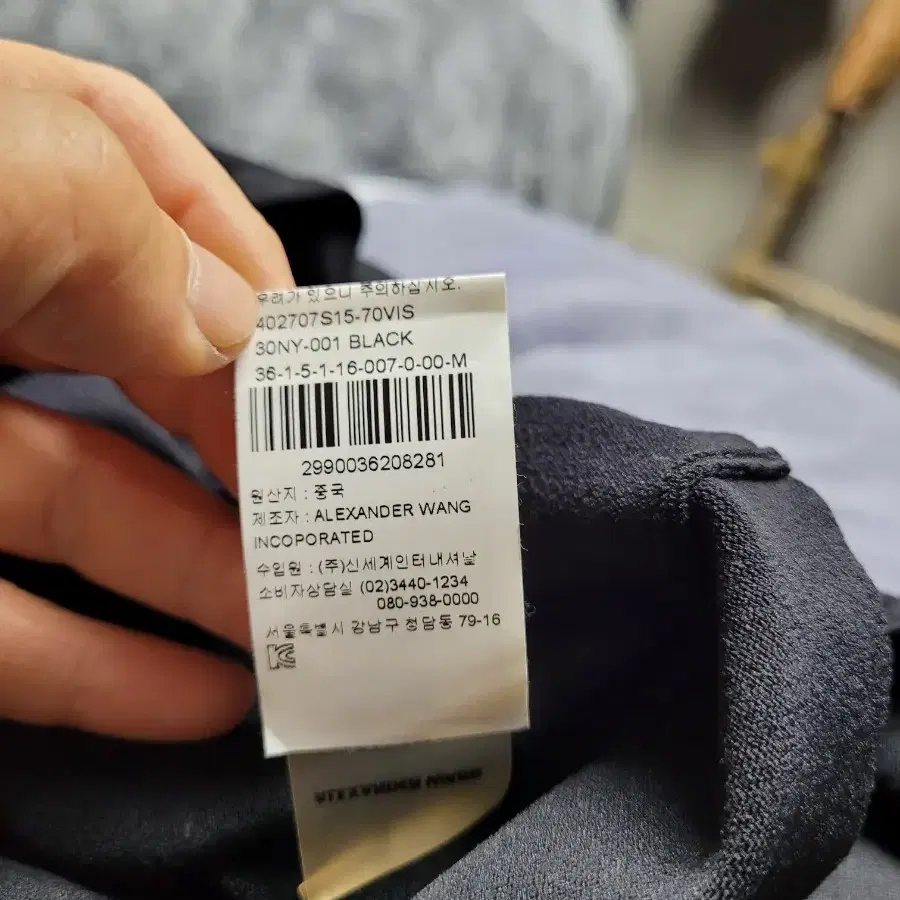 우려가 있으니 주의하십시오.
402707S15-70VIS
30NY-001 BLACK
36-1-5-1-16-007-0-00-M
2990036208281
원산지 : 중국
제조자 : ALEXANDER WANG
INCOPORATED
수입원 : (주)신세계인터내셔날
소비자상담실 (02)3440-1234
080-938-0000
서울특별시 강남구 청담동 79-16
ALEXANDER WANG